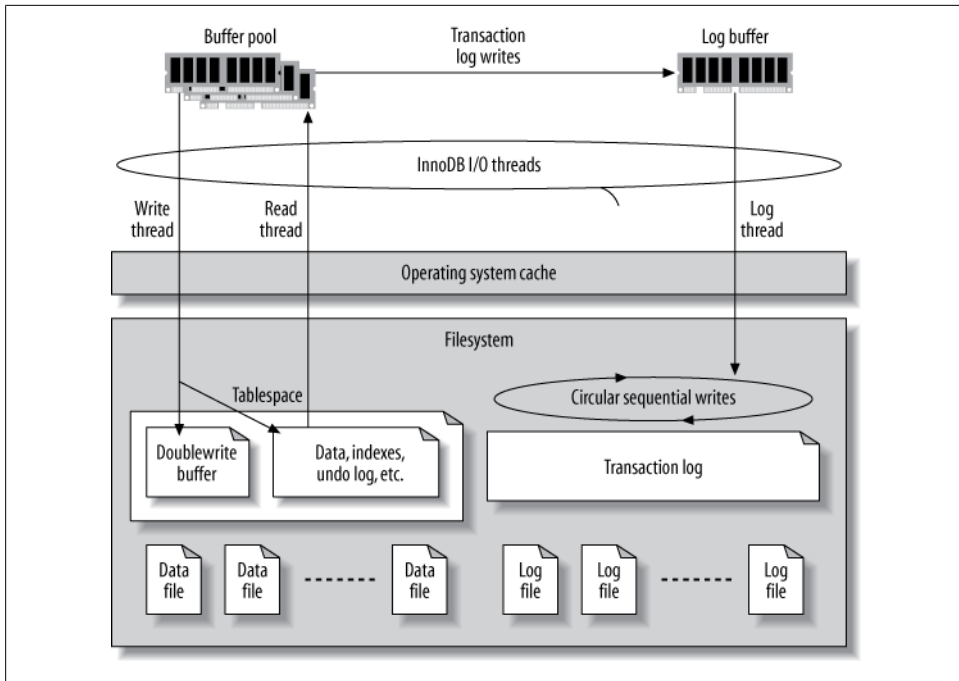 Buffer pool
Transaction
log writes
Log buffer
InnoDB I/O threads
Write
thread
Read
thread
Log
thread
Operating system cache
Filesystem
Tablespace
Circular sequential writes
Doublewrite
buffer
Data, indexes,
undo log, etc.
Transaction log
Data
file
Data
file
Data
file
Log
file
Log
file
Log
file